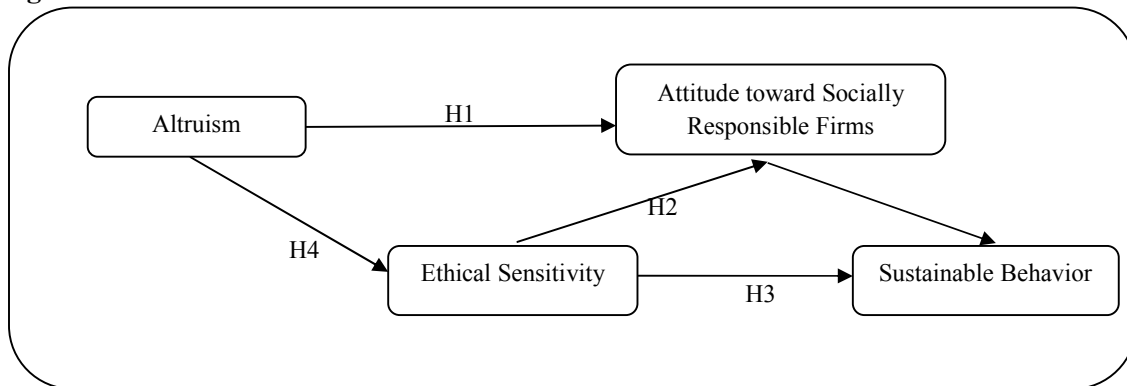 Attitude toward Socially
Responsible Firms
Altruism
H1
H2
H4
Ethical Sensitivity
Sustainable Behavior
H3